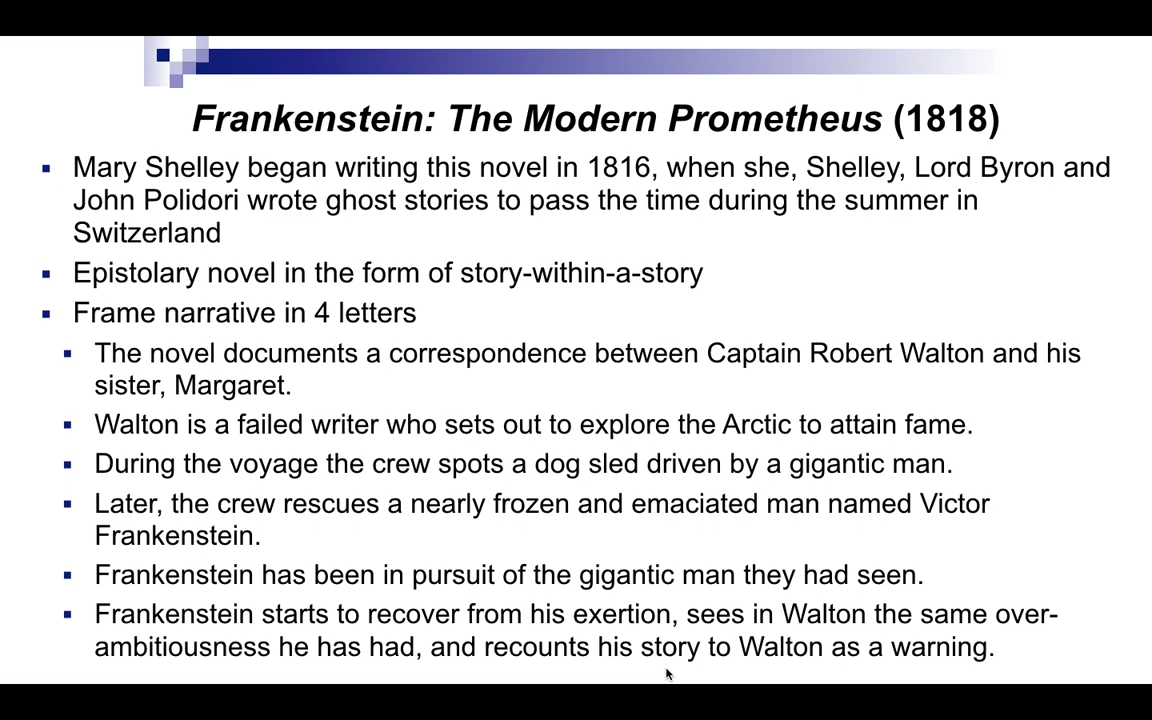 Frankenstein: The Modern Prometheus (1818)
Mary Shelley began writing this novel in 1816, when she, Shelley, Lord Byron and
John Polidori wrote ghost stories to pass the time during the summer in
Switzerland
Epistolary novel in the form of story-within-a-story
Frame narrative in 4 letters
The novel documents a correspondence between Captain Robert Walton and his
sister, Margaret.
Walton is a failed writer who sets out to explore the Arctic to attain fame.
During the voyage the crew spots a dog sled driven by a gigantic man.
Later, the crew rescues a nearly frozen and emaciated man named Victor
Frankenstein.
Frankenstein has been in pursuit of the gigantic man they had seen.
Frankenstein starts to recover from his exertion, sees in Walton the same over-
ambitiousness he has had, and recounts his story to Walton as a warning.